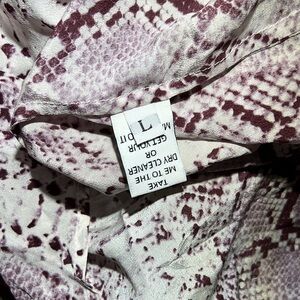 L
TAKE
ME TO THE
DRY CLEANER
OR
GET YOUR